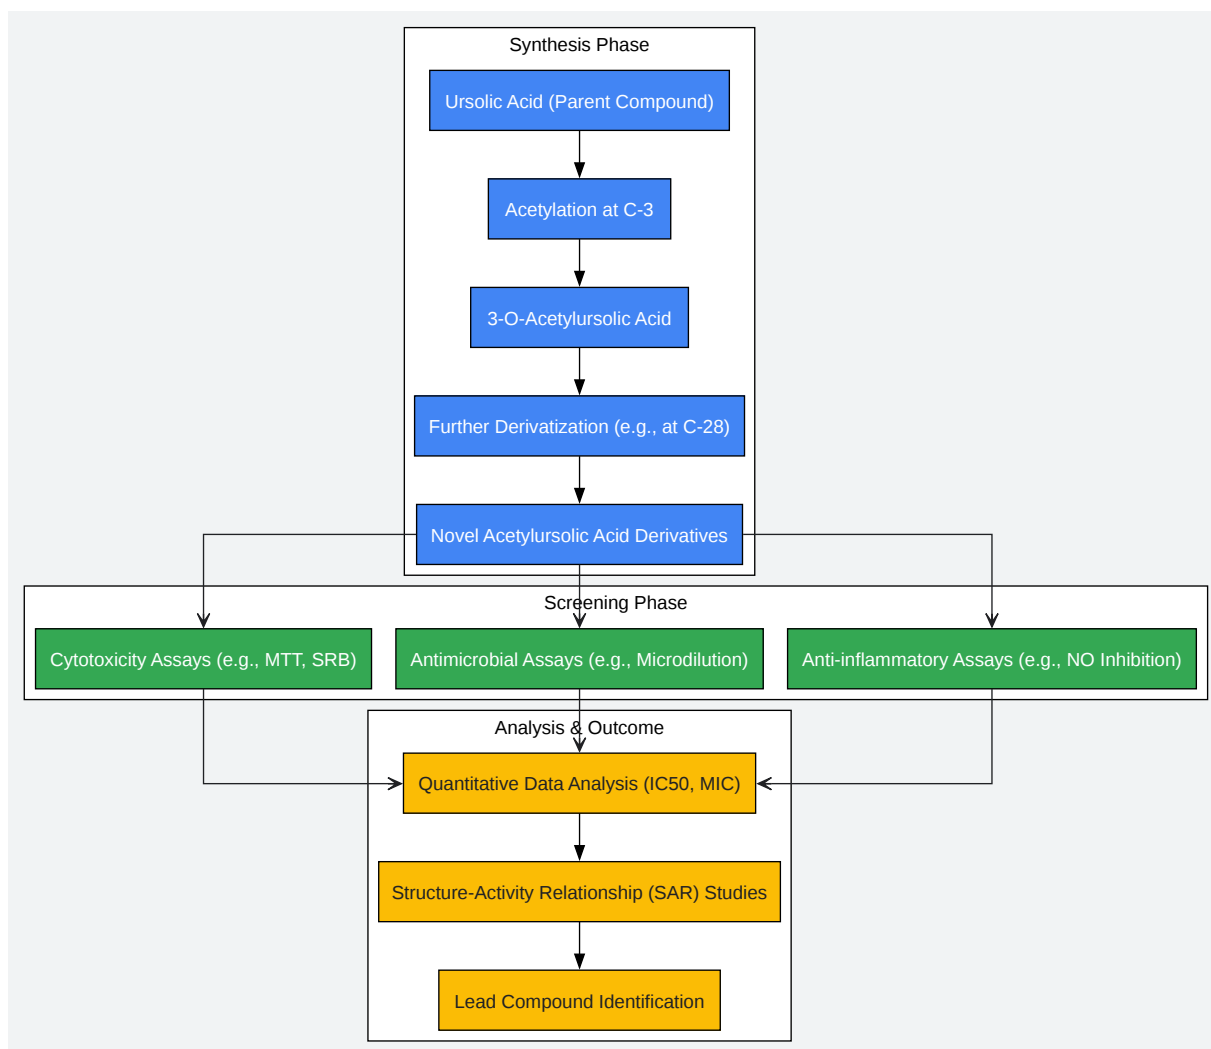 Synthesis Phase
Ursolic Acid (Parent Compound)
Acetylation at C-3
3-O-Acetylursolic Acid
Further Derivatization (e.g., at C-28)
Novel Acetylursolic Acid Derivatives
Screening Phase
Cytotoxicity Assays (e.g., MTT, SRB)
Antimicrobial Assays (e.g., Microdilution)
Anti-inflammatory Assays (e.g., NO Inhibition)
Analysis & Outcome
Quantitative Data Analysis (IC50, MIC)
Structure-Activity Relationship (SAR) Studies
Lead Compound Identification